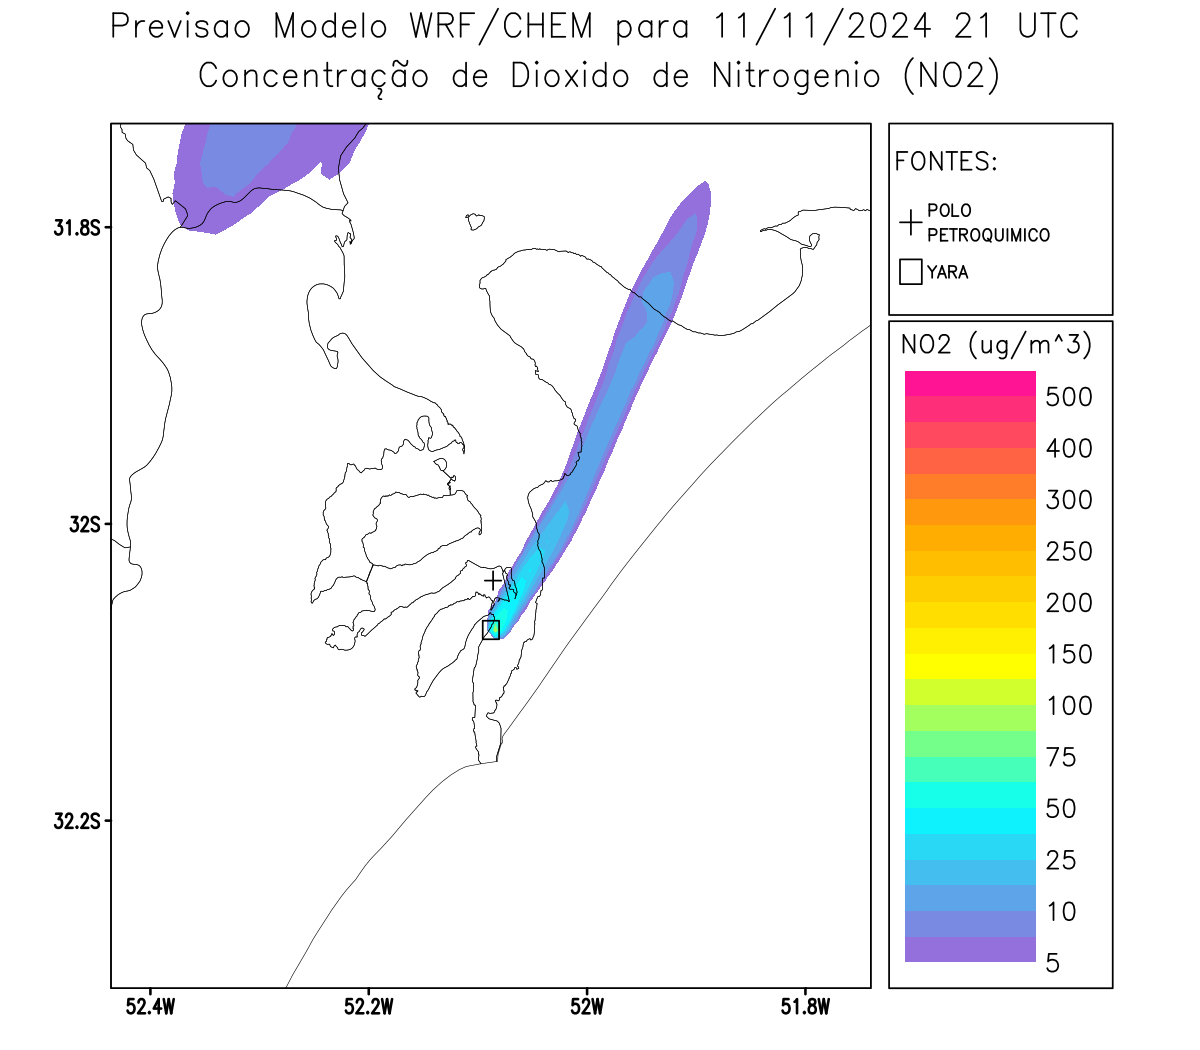 Previsao Modelo WRF/CHEM para 11/11/2024 21 UTC
Concentração de Dioxido de Nitrogenio (NO2)
FONTES:
POLO
PETROQUIMICO
YARA
NO2 (ug/m^3)
500
400
300
250
200
150
100
75
50
25
10
5
31.8S
32S
32.2S
52.4W
52.2W
52W
51.8W